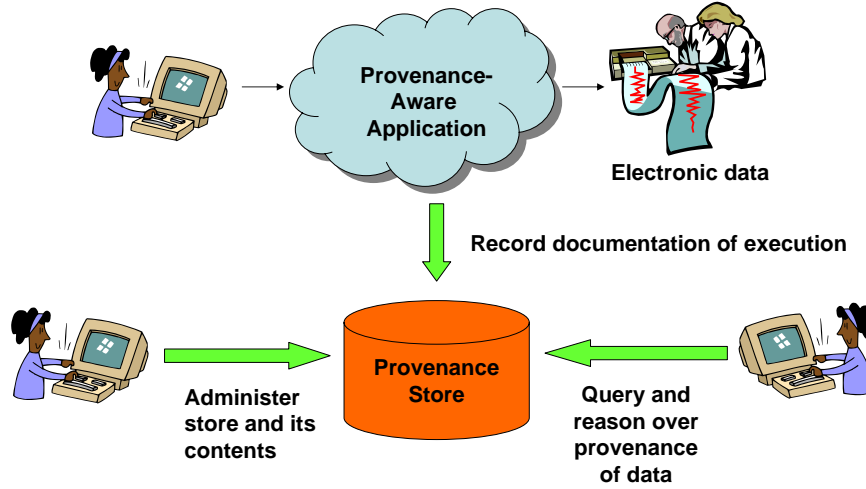 Provenance-
Aware
Application
Electronic data
Record documentation of execution
Provenance
Store
Administer
store and its
contents
Query and
reason over
provenance
of data